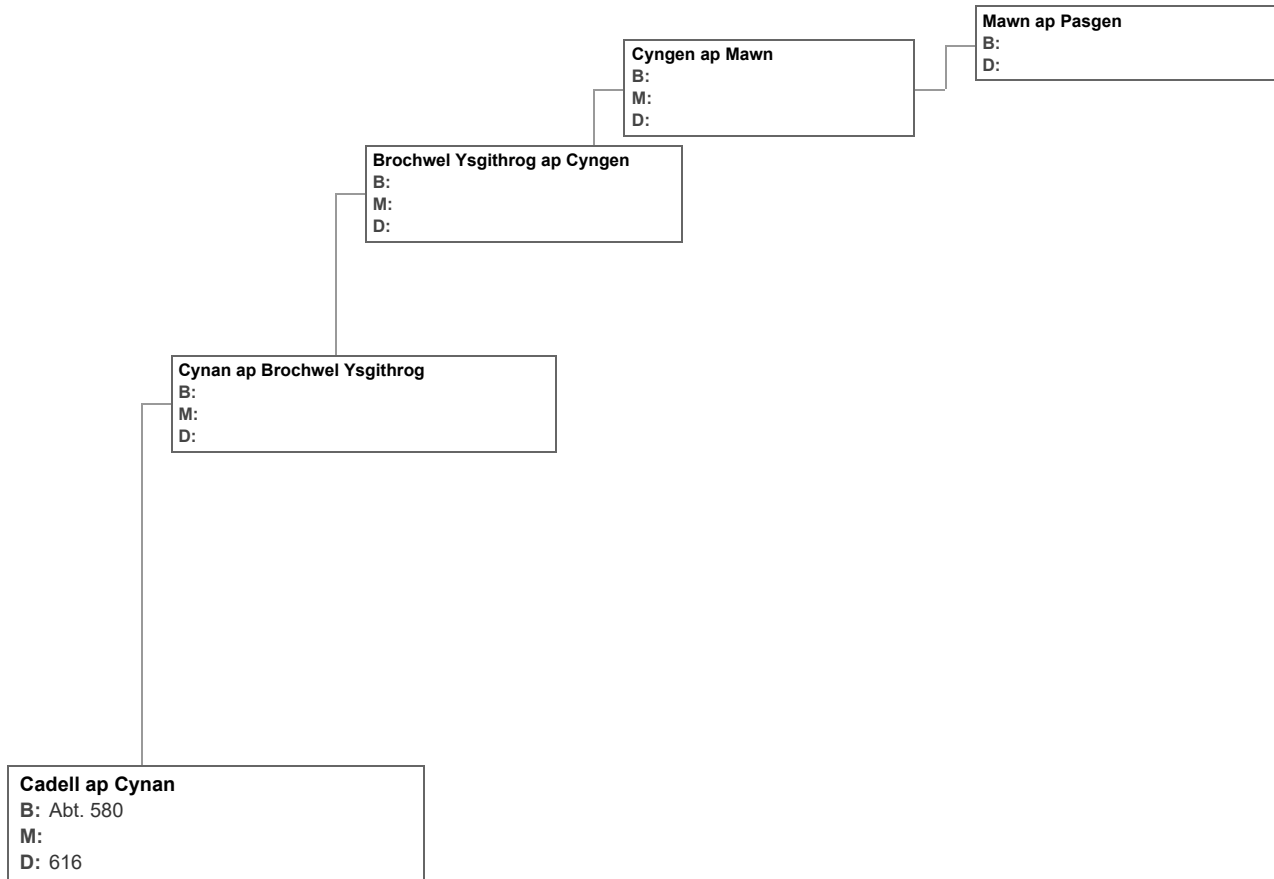 Mawn ap Pasgen
B:
D:
Cyngen ap Mawn
B:
M:
D:
Brochwel Ysgithrog ap Cyngen
B:
M:
D:
Cynan ap Brochwel Ysgithrog
B:
M:
D:
Cadell ap Cynan
B: Abt. 580
M:
D: 616